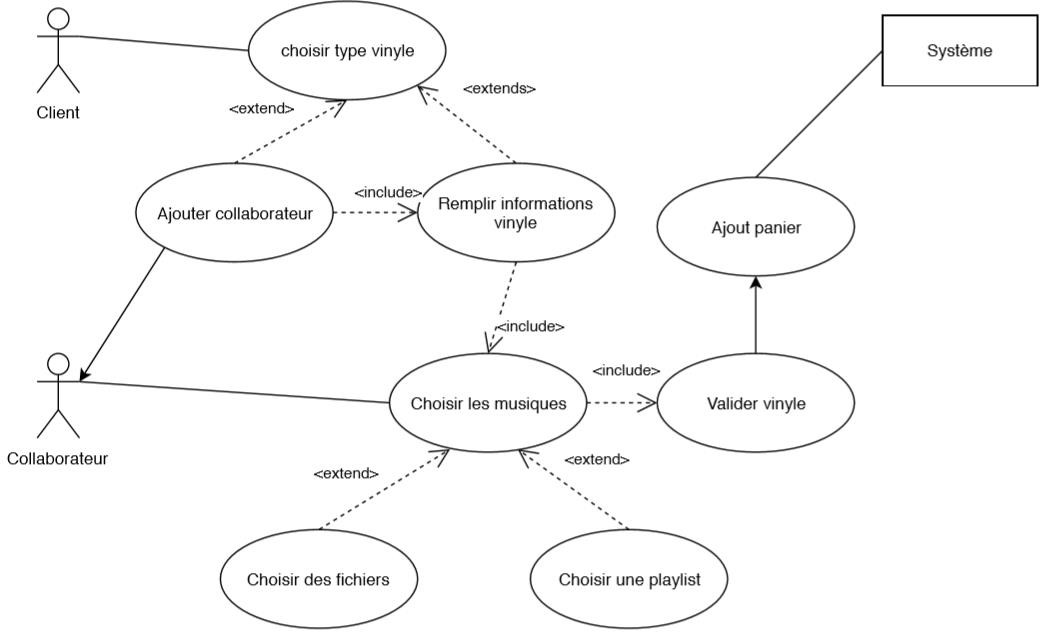 choisir type vinyle
Système
Client
<extend>
<extends>
Ajouter collaborateur
<include>
Remplir informations
vinyle
Ajout panier
<include>
Collaborateur
Choisir les musiques
<include>
Valider vinyle
<extend>
<extend>
Choisir des fichiers
Choisir une playlist